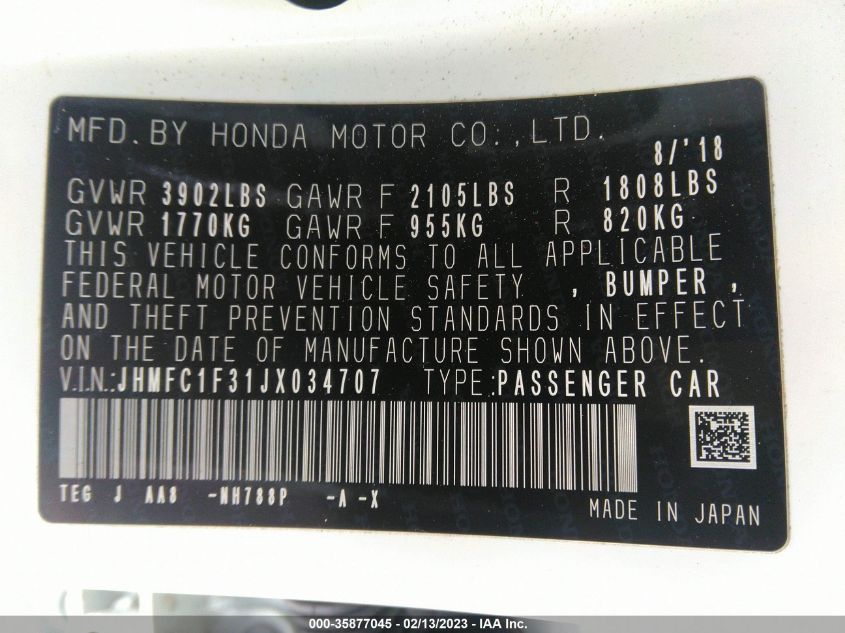 MFD.BY HONDA MOTOR CO.,LTD.
8/'18
GVWR 3902LBS GAWR F 2105LBS R 1808LBS
GVWR 1770KG GAWR F 955KG R 820KG
THIS VEHICLE CONFORMS TO ALL APPLICABLE
FEDERAL MOTOR VEHICLE SAFETY , BUMPER ,
AND THEFT PREVENTION STANDARDS IN EFFECT
ON THE DATE OF MANUFACTURE SHOWN ABOVE.
V.I.N.:JHMFC1F31JX034707 TYPE:PASSENGER CAR
TEG J AA8 -NH788P -A -X
MADE IN JAPAN
000-35877045 / 02/13/2023 / IAA Inc.